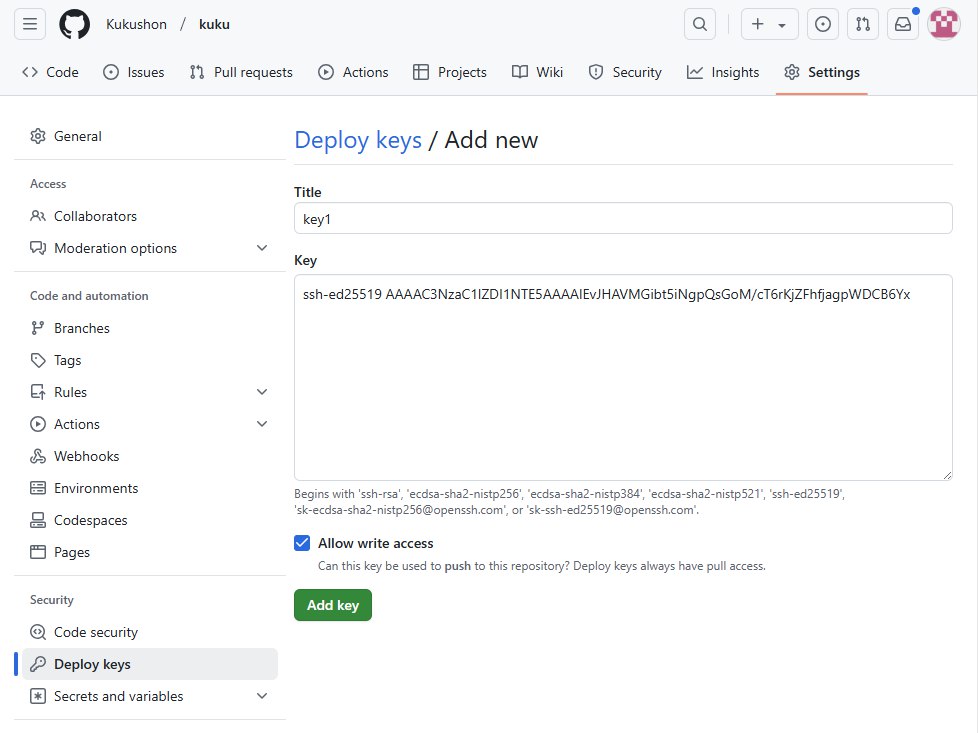 Kukushon / kuku
Code Issues Pull requests Actions Projects Wiki Security Insights Settings
General
Access
Collaborators
Moderation options
Code and automation
Branches
Tags
Rules
Actions
Webhooks
Environments
Codespaces
Pages
Security
Code security
Deploy keys
Secrets and variables
Deploy keys / Add new
Title
key1
Key
ssh-ed25519 AAAAC3NzaC1lZDI1NTE5AAAAIEvJHAVMGibt5iNgpQsGoM/cT6rKjZFhfjagpWDCB6Yx
Begins with 'ssh-rsa', 'ecdsa-sha2-nistp256', 'ecdsa-sha2-nistp384', 'ecdsa-sha2-nistp521', 'ssh-ed25519',
'sk-ecdsa-sha2-nistp256@openssh.com', or 'sk-ssh-ed25519@openssh.com'.
Allow write access
Can this key be used to push to this repository? Deploy keys always have pull access.
Add key